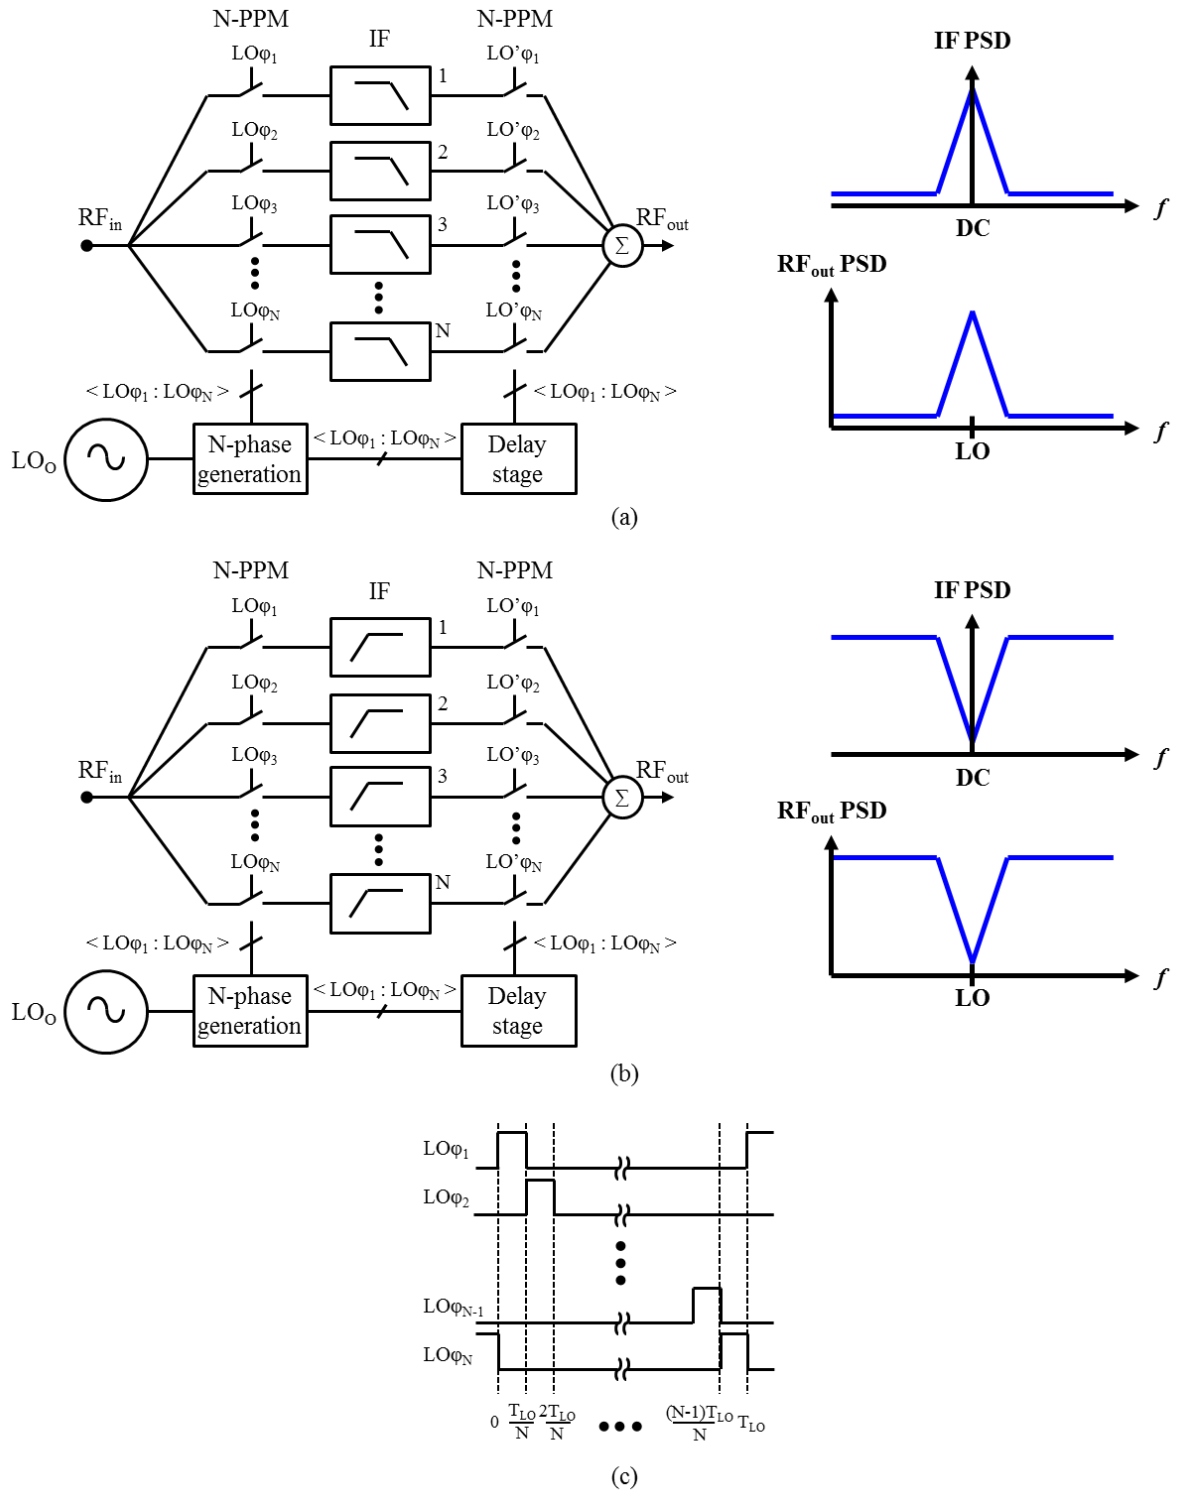 N-PPM
IF
N-PPM
LOφ1
1
LO’φ1
LOφ2
2
LO’φ2
LOφ3
3
LO’φ3
RFin
RFout
Σ
LOφN
N
LO’φN
< LOφ1 : LOφN >
< LOφ1 : LOφN >
LOO
N-phase
generation
< LOφ1 : LOφN >
Delay
stage
IF PSD
f
DC
RFout PSD
f
LO
(a)
N-PPM
IF
N-PPM
LOφ1
1
LO’φ1
LOφ2
2
LO’φ2
LOφ3
3
LO’φ3
RFin
RFout
Σ
LOφN
N
LO’φN
< LOφ1 : LOφN >
< LOφ1 : LOφN >
LOO
N-phase
generation
< LOφ1 : LOφN >
Delay
stage
IF PSD
f
DC
RFout PSD
f
LO
(b)
LOφ1
LOφ2
LOφN-1
LOφN
0 TLO/N 2TLO/N (N-1)TLO/N TLO
(c)